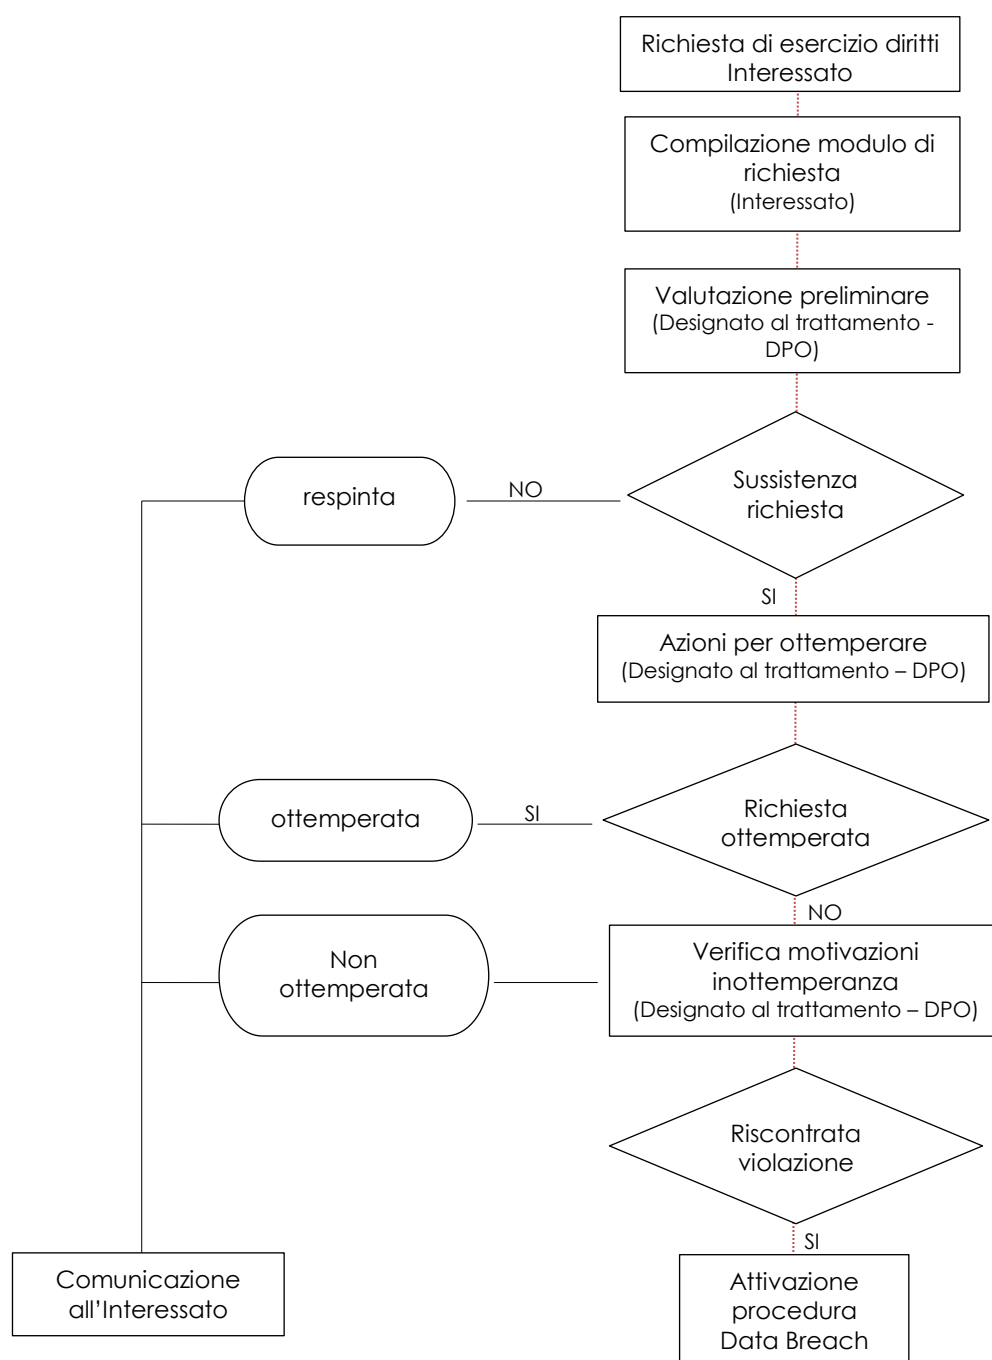 Richiesta di esercizio diritti
Interessato
Compilazione modulo di
richiesta
(Interessato)
Valutazione preliminare
(Designato al trattamento -
DPO)
respinta
NO
Sussistenza
richiesta
SI
Azioni per ottemperare
(Designato al trattamento – DPO)
ottemperata
SI
Richiesta
ottemperata
NO
Non
ottemperata
Verifica motivazioni
inottemperanza
(Designato al trattamento – DPO)
Riscontrata
violazione
SI
Comunicazione
all’Interessato
Attivazione
procedura
Data Breach